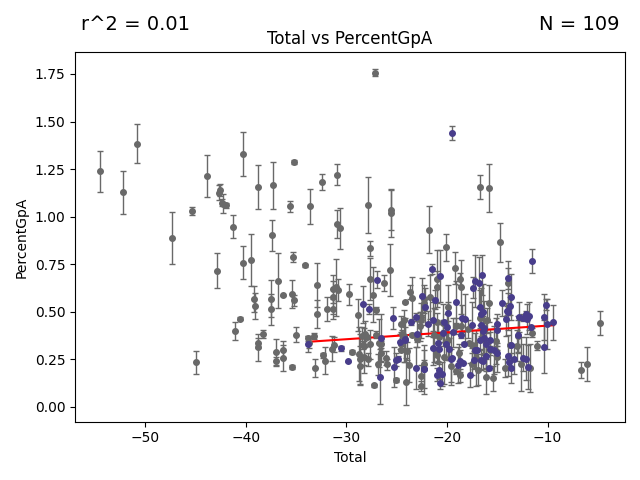 r^2 = 0.01
N = 109
Total vs PercentGpA
PercentGpA
1.75
1.50
1.25
1.00
0.75
0.50
0.25
0.00
−50
−40
−30
−20
−10
Total